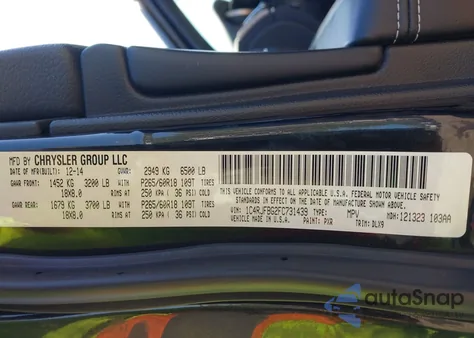 MFD BY CHRYSLER GROUP LLC
DATE OF MFR(BUILT): 12-14 GVWR: 2949 KG 6500 LB
GAWR FRONT: 1452 KG 3200 LB WITH P265/60R18 109T TIRES
18X8.0 RIMS AT 250 KPA ( 36 PSI) COLD
GAWR REAR: 1679 KG 3700 LB WITH P265/60R18 109T TIRES
18X8.0 RIMS AT 250 KPA ( 36 PSI) COLD
THIS VEHICLE CONFORMS TO ALL APPLICABLE U.S.A. FEDERAL MOTOR VEHICLE SAFETY
STANDARDS IN EFFECT ON THE DATE OF MANUFACTURE SHOWN ABOVE.
VIN: 1C4RJFBG2FC791439 TYPE: MPV MDH: 121323 103AA
VEHICLE MADE IN U.S.A. PAINT: PXR TRIM: DLX9
autoSnap